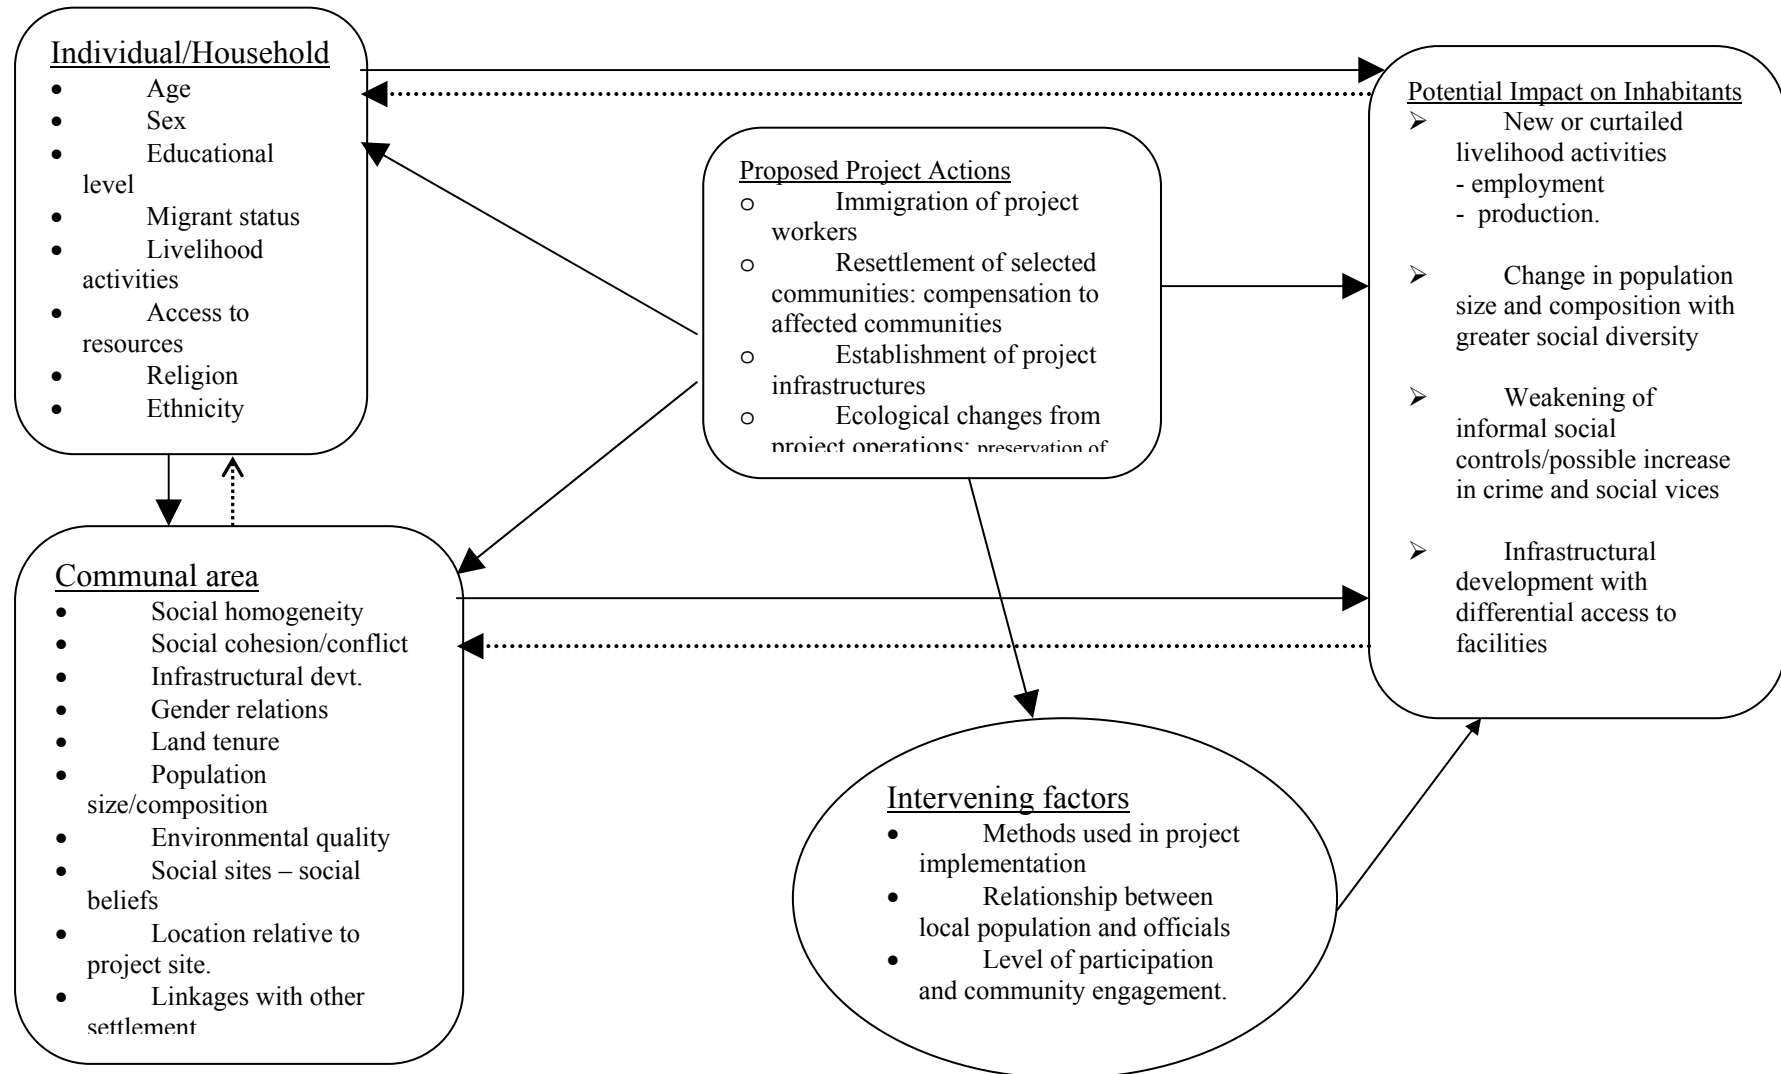 Individual/Household
• Age
• Sex
• Educational
level
• Migrant status
• Livelihood
activities
• Access to
resources
• Religion
• Ethnicity
Proposed Project Actions
o Immigration of project
workers
o Resettlement of selected
communities: compensation to
affected communities
o Establishment of project
infrastructures
o Ecological changes from
project operations: preservation of
Potential Impact on Inhabitants
➢ New or curtailed
livelihood activities
- employment
- production.
➢ Change in population
size and composition with
greater social diversity
➢ Weakening of
informal social
controls/possible increase
in crime and social vices
➢ Infrastructural
development with
differential access to
facilities
Communal area
• Social homogeneity
• Social cohesion/conflict
• Infrastructural devt.
• Gender relations
• Land tenure
• Population
size/composition
• Environmental quality
• Social sites – social
beliefs
• Location relative to
project site.
• Linkages with other
settlement
Intervening factors
• Methods used in project
implementation
• Relationship between
local population and officials
• Level of participation
and community engagement.